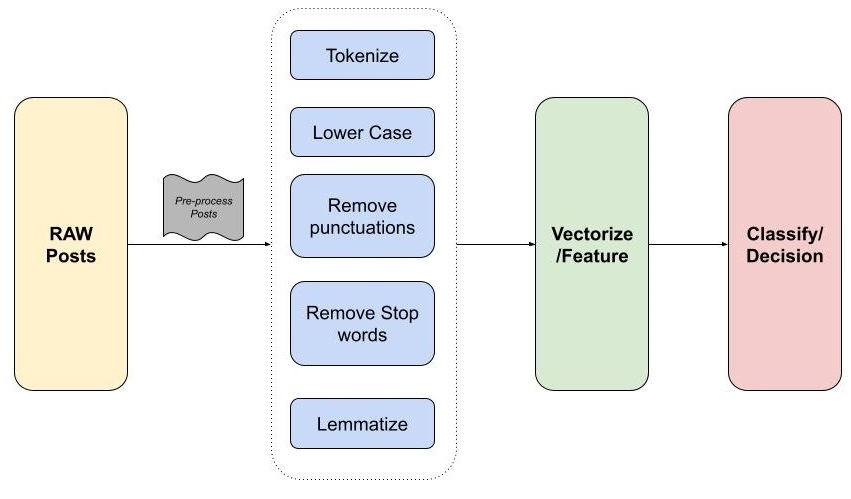 RAW
Posts
Pre-process
Posts
Tokenize
Lower Case
Remove
punctuations
Remove Stop
words
Lemmatize
Vectorize
/Feature
Classify/
Decision